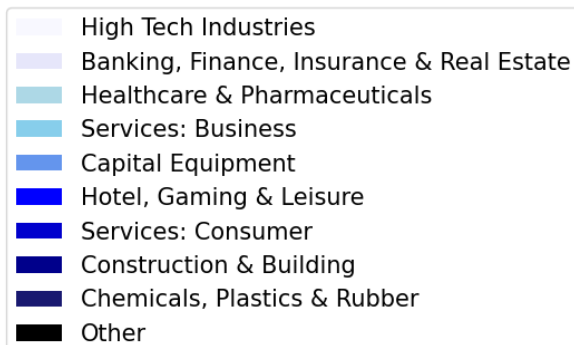 High Tech Industries
Banking, Finance, Insurance & Real Estate
Healthcare & Pharmaceuticals
Services: Business
Capital Equipment
Hotel, Gaming & Leisure
Services: Consumer
Construction & Building
Chemicals, Plastics & Rubber
Other